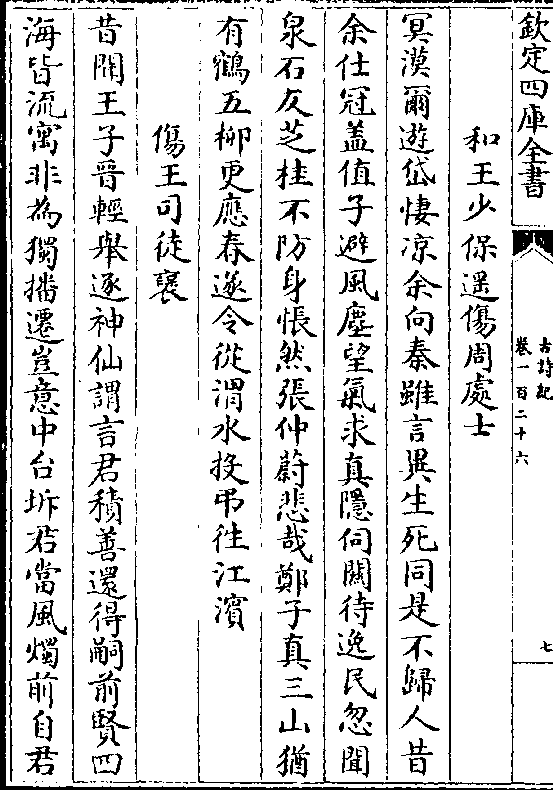 欽定四庫全書
古詩紀
卷一百二十六
七
和王少保遥傷周處士
冥漠爾遊岱悽凉余向秦雖言異生死同是不歸人昔
余仕冠盖值子避風塵望氣求真隱伺關待逸民忽聞
泉石友芝桂不防身悵然張仲蔚悲哉鄭子真三山猶
有鶴五栁更應春遂令從渭水投弔徃江濱
傷王司徒襃
昔聞王子晉輕舉逐神仙謂言君積善還得嗣前賢四
海皆流寓非為獨播遷豈意中台坼君當風燭前自君